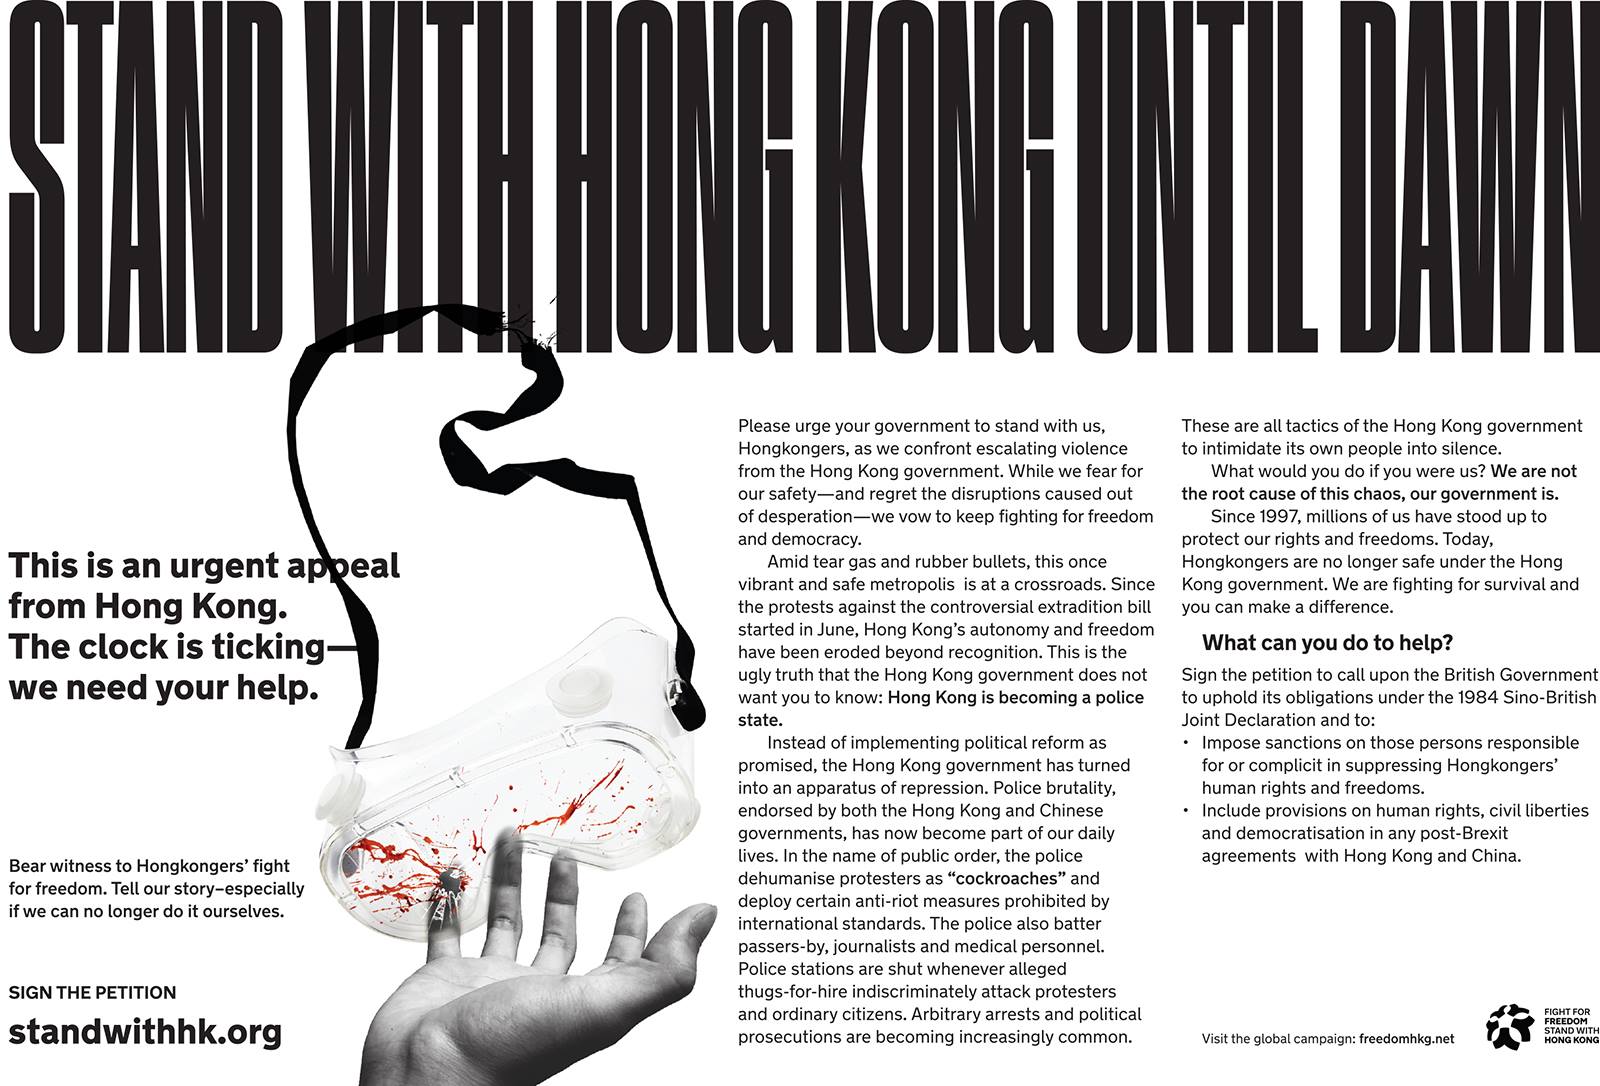 STAND WITH HONG KONG UNTIL DAWN
This is an urgent appeal
from Hong Kong.
The clock is ticking—
we need your help.
Bear witness to Hongkongers’ fight
for freedom. Tell our story–especially
if we can no longer do it ourselves.
SIGN THE PETITION
standwithhk.org
Please urge your government to stand with us,
Hongkongers, as we confront escalating violence
from the Hong Kong government. While we fear for
our safety—and regret the disruptions caused out
of desperation—we vow to keep fighting for freedom
and democracy.
Amid tear gas and rubber bullets, this once
vibrant and safe metropolis is at a crossroads. Since
the protests against the controversial extradition bill
started in June, Hong Kong’s autonomy and freedom
have been eroded beyond recognition. This is the
ugly truth that the Hong Kong government does not
want you to know: Hong Kong is becoming a police
state.
Instead of implementing political reform as
promised, the Hong Kong government has turned
into an apparatus of repression. Police brutality,
endorsed by both the Hong Kong and Chinese
governments, has now become part of our daily
lives. In the name of public order, the police
dehumanise protesters as “cockroaches” and
deploy certain anti-riot measures prohibited by
international standards. The police also batter
passers-by, journalists and medical personnel.
Police stations are shut whenever alleged
thugs-for-hire indiscriminately attack protesters
and ordinary citizens. Arbitrary arrests and political
prosecutions are becoming increasingly common.
These are all tactics of the Hong Kong government
to intimidate its own people into silence.
What would you do if you were us? We are not
the root cause of this chaos, our government is.
Since 1997, millions of us have stood up to
protect our rights and freedoms. Today,
Hongkongers are no longer safe under the Hong
Kong government. We are fighting for survival and
you can make a difference.
What can you do to help?
Sign the petition to call upon the British Government
to uphold its obligations under the 1984 Sino-British
Joint Declaration and to:
• Impose sanctions on those persons responsible
for or complicit in suppressing Hongkongers’
human rights and freedoms.
• Include provisions on human rights, civil liberties
and democratisation in any post-Brexit
agreements with Hong Kong and China.
Visit the global campaign: freedomhkg.net
FIGHT FOR
FREEDOM
STAND WITH
HONG KONG